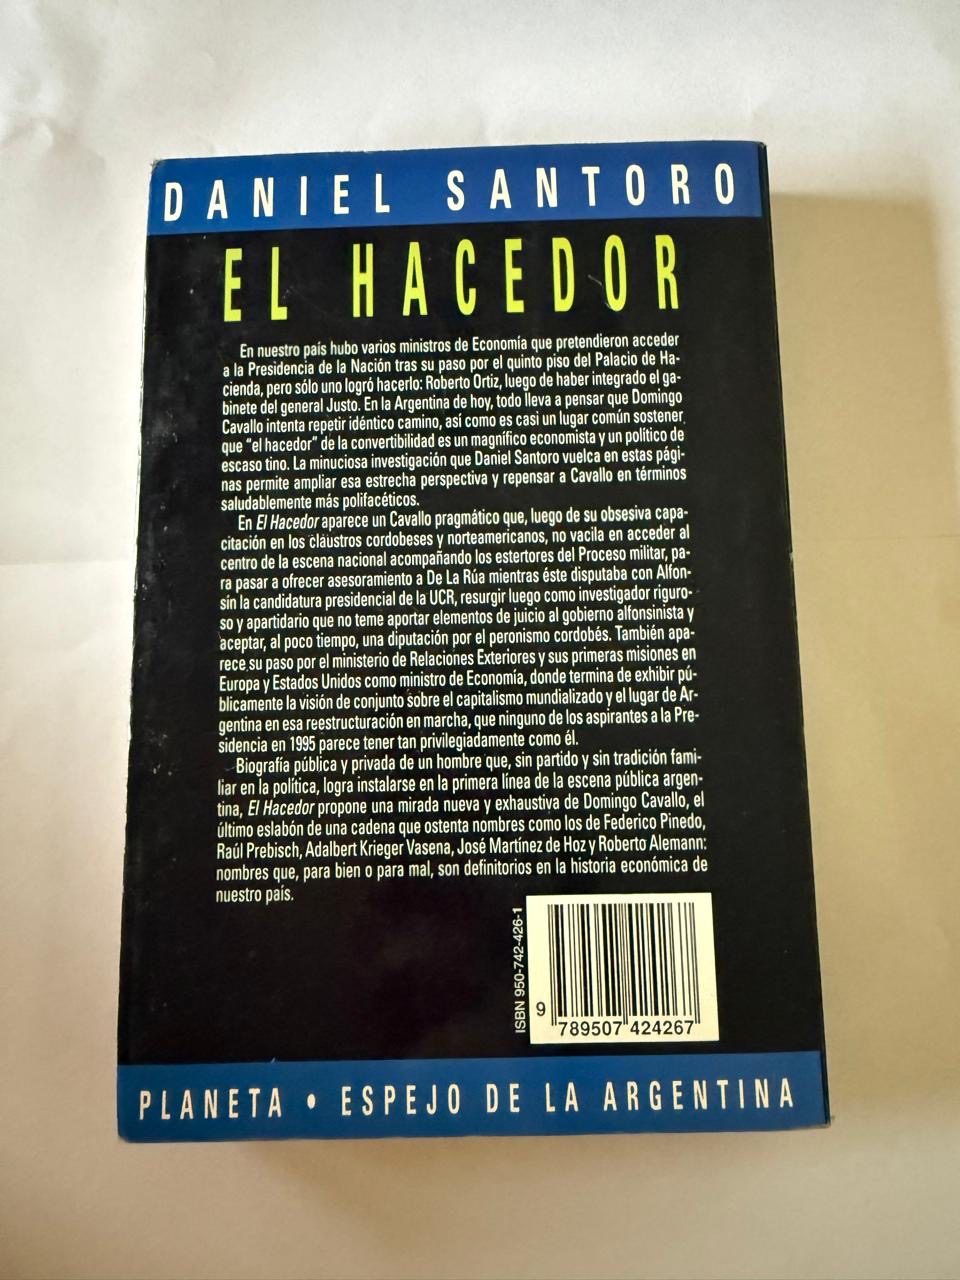 DANIEL SANTORO
EL HACEDOR
En nuestro país hubo varios ministros de Economía que pretendieron acceder
a la Presidencia de la Nación tras su paso por el quinto piso del Palacio de Ha-
cienda, pero sólo uno logró hacerlo: Roberto Ortiz, luego de haber integrado el ga-
binete del general Justo. En la Argentina de hoy, todo lleva a pensar que Domingo
Cavallo intenta repetir idéntico camino, así como es casi un lugar común sostener
que "el hacedor" de la convertibilidad es un magnífico economista y un político de
escaso tino. La minuciosa investigación que Daniel Santoro vuelca en estas pági-
nas permite ampliar esa estrecha perspectiva y repensar a Cavallo en términos
saludablemente más polifacéticos.
En El Hacedor aparece un Cavallo pragmático que, luego de su obsesiva capa-
citación en los claustros cordobeses y norteamericanos, no vacila en acceder al
centro de la escena nacional acompañando los estertores del Proceso militar, pa-
ra pasar a ofrecer asesoramiento a De La Rúa mientras éste disputaba con Alfon-
sín la candidatura presidencial de la UCR, resurgir luego como investigador riguro-
so y apartidario que no teme aportar elementos de juicio al gobierno alfonsinista y
aceptar, al poco tiempo, una diputación por el peronismo cordobés. También apa-
rece su paso por el ministerio de Relaciones Exteriores y sus primeras misiones en
Europa y Estados Unidos como ministro de Economía, donde termina de exhibir pú-
blicamente la visión de conjunto sobre el capitalismo mundializado y el lugar de Ar-
gentina en esa reestructuración en marcha, que ninguno de los aspirantes a la Pre-
sidencia en 1995 parece tener tan privilegiadamente como él.
Biografía pública y privada de un hombre que, sin partido y sin tradición fami-
liar en la política, logra instalarse en la primera línea de la escena pública argen-
tina, El Hacedor propone una mirada nueva y exhaustiva de Domingo Cavallo, el
último eslabón de una cadena que ostenta nombres como los de Federico Pinedo,
Raúl Prebisch, Adalbert Krieger Vasena, José Martínez de Hoz y Roberto Alemann:
nombres que, para bien o para mal, son definitorios en la historia económica de
nuestro país.
ISBN 950-742-426-1
9 789507 424267
PLANETA • ESPEJO DE LA ARGENTINA